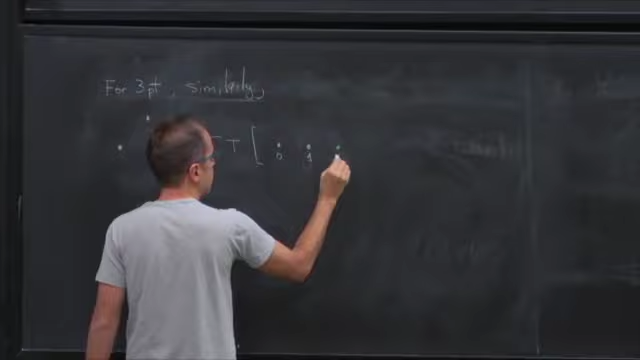 For 3pt, similarly,
T [ 0 1